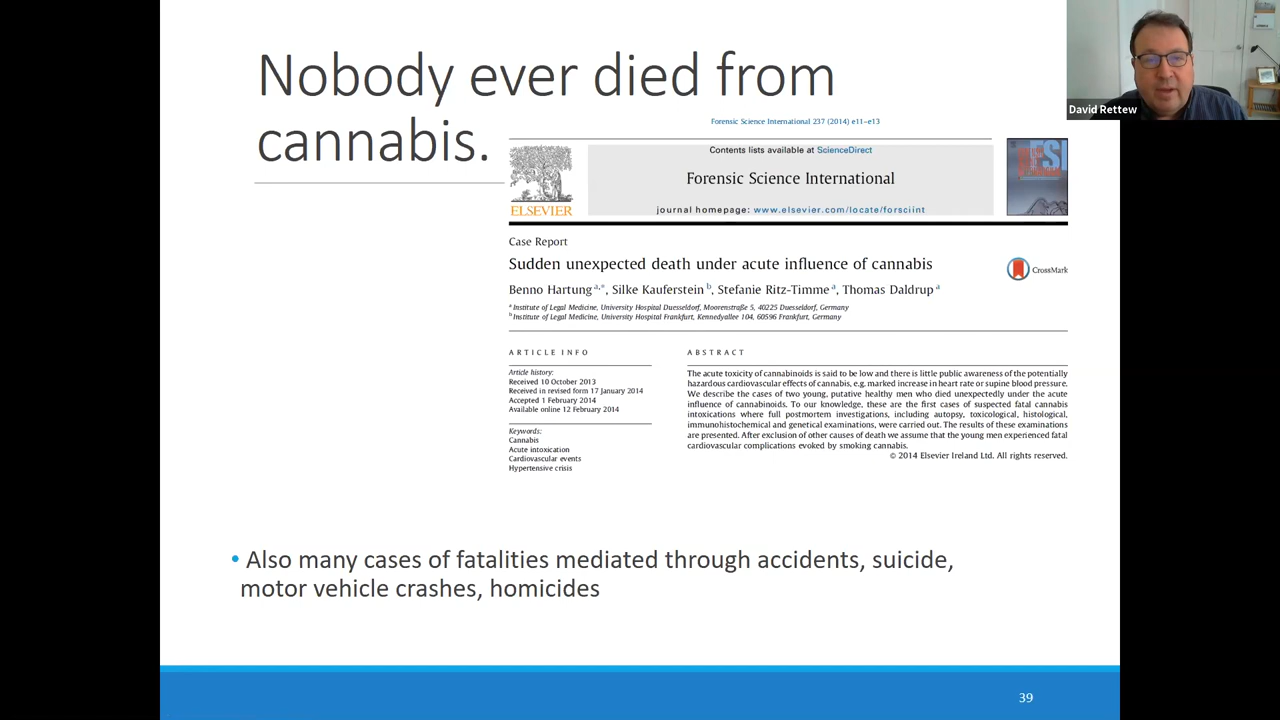 Nobody ever died from
cannabis.
David Rettew
Forensic Science International 237 (2014) e11–e13
Contents lists available at ScienceDirect
Forensic Science International
journal homepage: www.elsevier.com/locate/forsciint
ELSEVIER
FSI
Case Report
Sudden unexpected death under acute influence of cannabis
CrossMark
Benno Hartung a,*, Silke Kauferstein b, Stefanie Ritz-Timme a, Thomas Daldrup a
a Institute of Legal Medicine, University Hospital Duesseldorf, Moorenstraße 5, 40225 Duesseldorf, Germany
b Institute of Legal Medicine, University Hospital Frankfurt, Kennedyallee 104, 60596 Frankfurt, Germany
ARTICLE INFO
Article history:
Received 10 October 2013
Received in revised form 17 January 2014
Accepted 1 February 2014
Available online 12 February 2014
Keywords:
Cannabis
Acute intoxication
Cardiovascular events
Hypertensive crisis
ABSTRACT
The acute toxicity of cannabinoids is said to be low and there is little public awareness of the potentially
hazardous cardiovascular effects of cannabis, e.g. marked increase in heart rate or supine blood pressure.
We describe the cases of two young, putative healthy men who died unexpectedly under the acute
influence of cannabinoids. To our knowledge, these are the first cases of suspected fatal cannabis
intoxications where full postmortem investigations, including autopsy, toxicological, histological,
immunohistochemical and genetical examinations, were carried out. The results of these examinations
are presented. After exclusion of other causes of death we assume that the young men experienced fatal
cardiovascular complications evoked by smoking cannabis.
© 2014 Elsevier Ireland Ltd. All rights reserved.
• Also many cases of fatalities mediated through accidents, suicide,
motor vehicle crashes, homicides
39